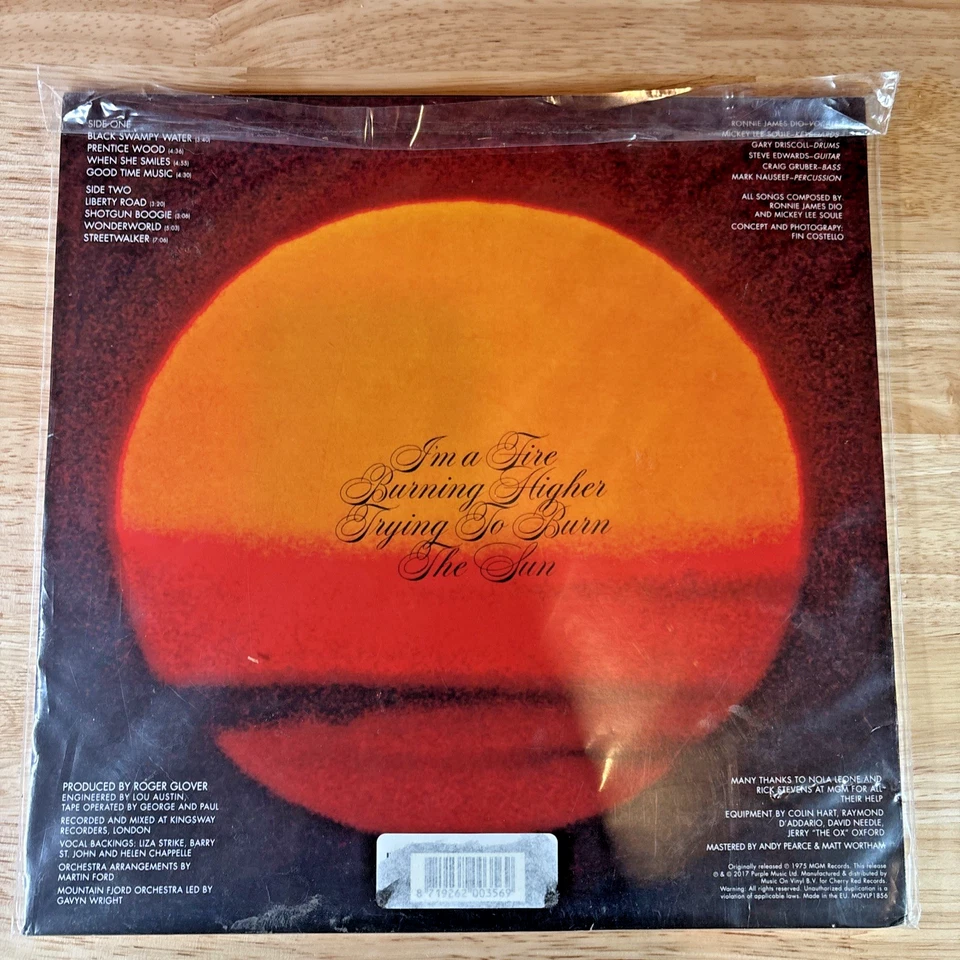 SIDE ONE
BLACK SWAMPY WATER (3:40)
PRENTICE WOOD (4:36)
WHEN SHE SMILES (4:55)
GOOD TIME MUSIC (4:30)
SIDE TWO
LIBERTY ROAD (3:20)
SHOTGUN BOOGIE (3:08)
WONDERWORLD (5:03)
STREETWALKER (7:06)
RONNIE JAMES DIO–VOCALS
MICKEY LEE SOULE–KEYBOARDS
GARY DRISCOLL–DRUMS
STEVE EDWARDS–GUITAR
CRAIG GRUBER–BASS
MARK NAUSEEF–PERCUSSION
ALL SONGS COMPOSED BY
RONNIE JAMES DIO
AND MICKEY LEE SOULE
CONCEPT AND PHOTOGRAPY:
FIN COSTELLO
I'm a Fire
Burning Higher
Trying To Burn
The Sun
PRODUCED BY ROGER GLOVER
ENGINEERED BY LOU AUSTIN,
TAPE OPERATED BY GEORGE AND PAUL
RECORDED AND MIXED AT KINGSWAY
RECORDERS, LONDON
VOCAL BACKINGS: LIZA STRIKE, BARRY
ST. JOHN AND HELEN CHAPPELLE
ORCHESTRA ARRANGEMENTS BY
MARTIN FORD
MOUNTAIN FJORD ORCHESTRA LED BY
GAVYN WRIGHT
8 719262 003569
MANY THANKS TO NOLA LEONE AND
RICK STEVENS AT MGM FOR ALL
THEIR HELP
EQUIPMENT BY COLIN HART, RAYMOND
D'ADDARIO, DAVID NEEDLE,
JERRY "THE OX" OXFORD
MASTERED BY ANDY PEARCE & MATT WORTHAM
Originally released ℗ 1975 MGM Records. This release
℗ & © 2017 Purple Music Ltd. Manufactured & distributed by
Music On Vinyl B.V. for Cherry Red Records.
Warning: All rights reserved. Unauthorized duplication is a
violation of applicable laws. Made in the EU. MOVLP1856